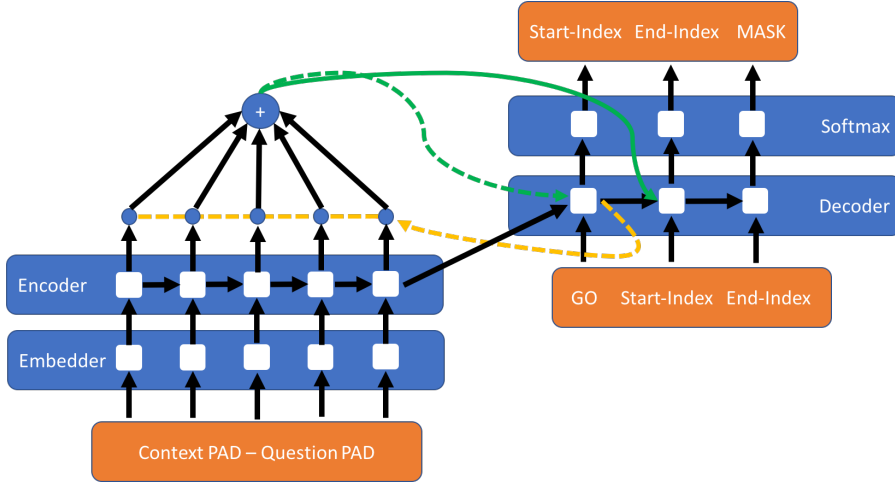 Start-Index End-Index MASK
+
Softmax
Decoder
Encoder
GO Start-Index End-Index
Embedder
Context PAD – Question PAD